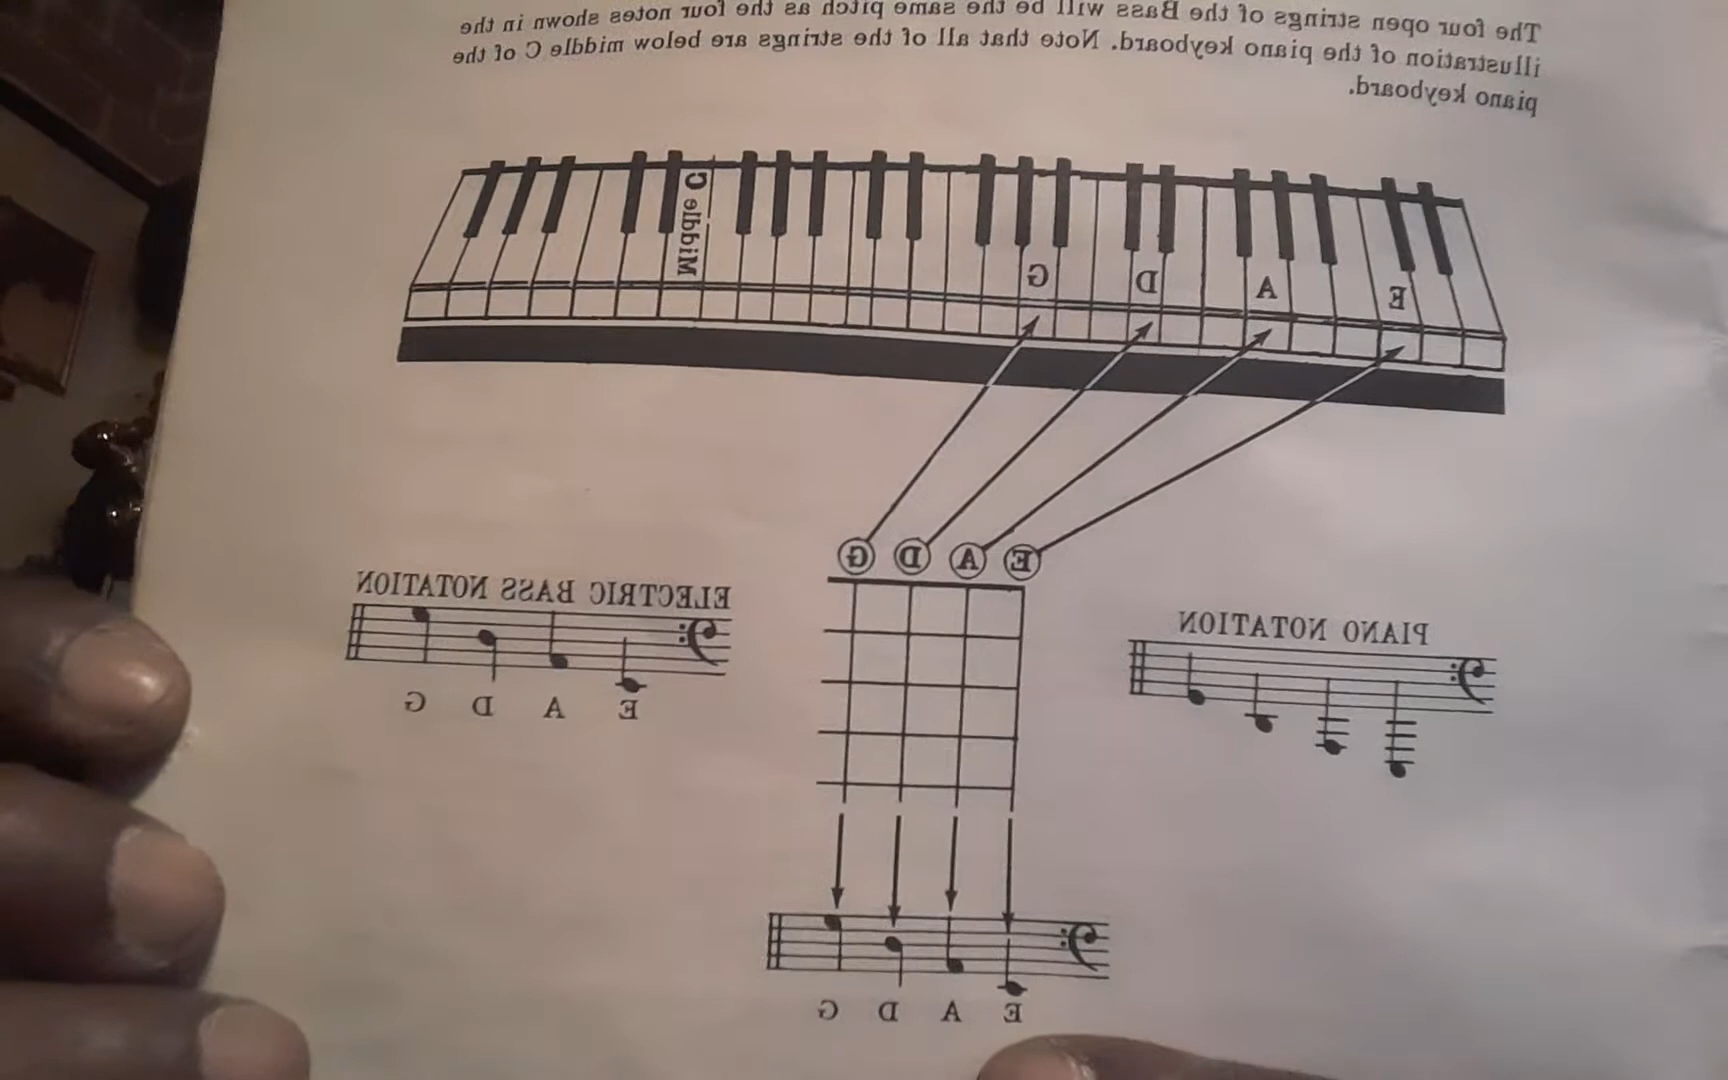 The four open strings of the Bass will be the same pitch as the four notes shown in the
illustration of the piano keyboard. Note that all of the strings are below middle C of the
piano keyboard.
Middle C
E A D G
E A D G
PIANO NOTATION
ELECTRIC BASS NOTATION
E A D G
E A D G